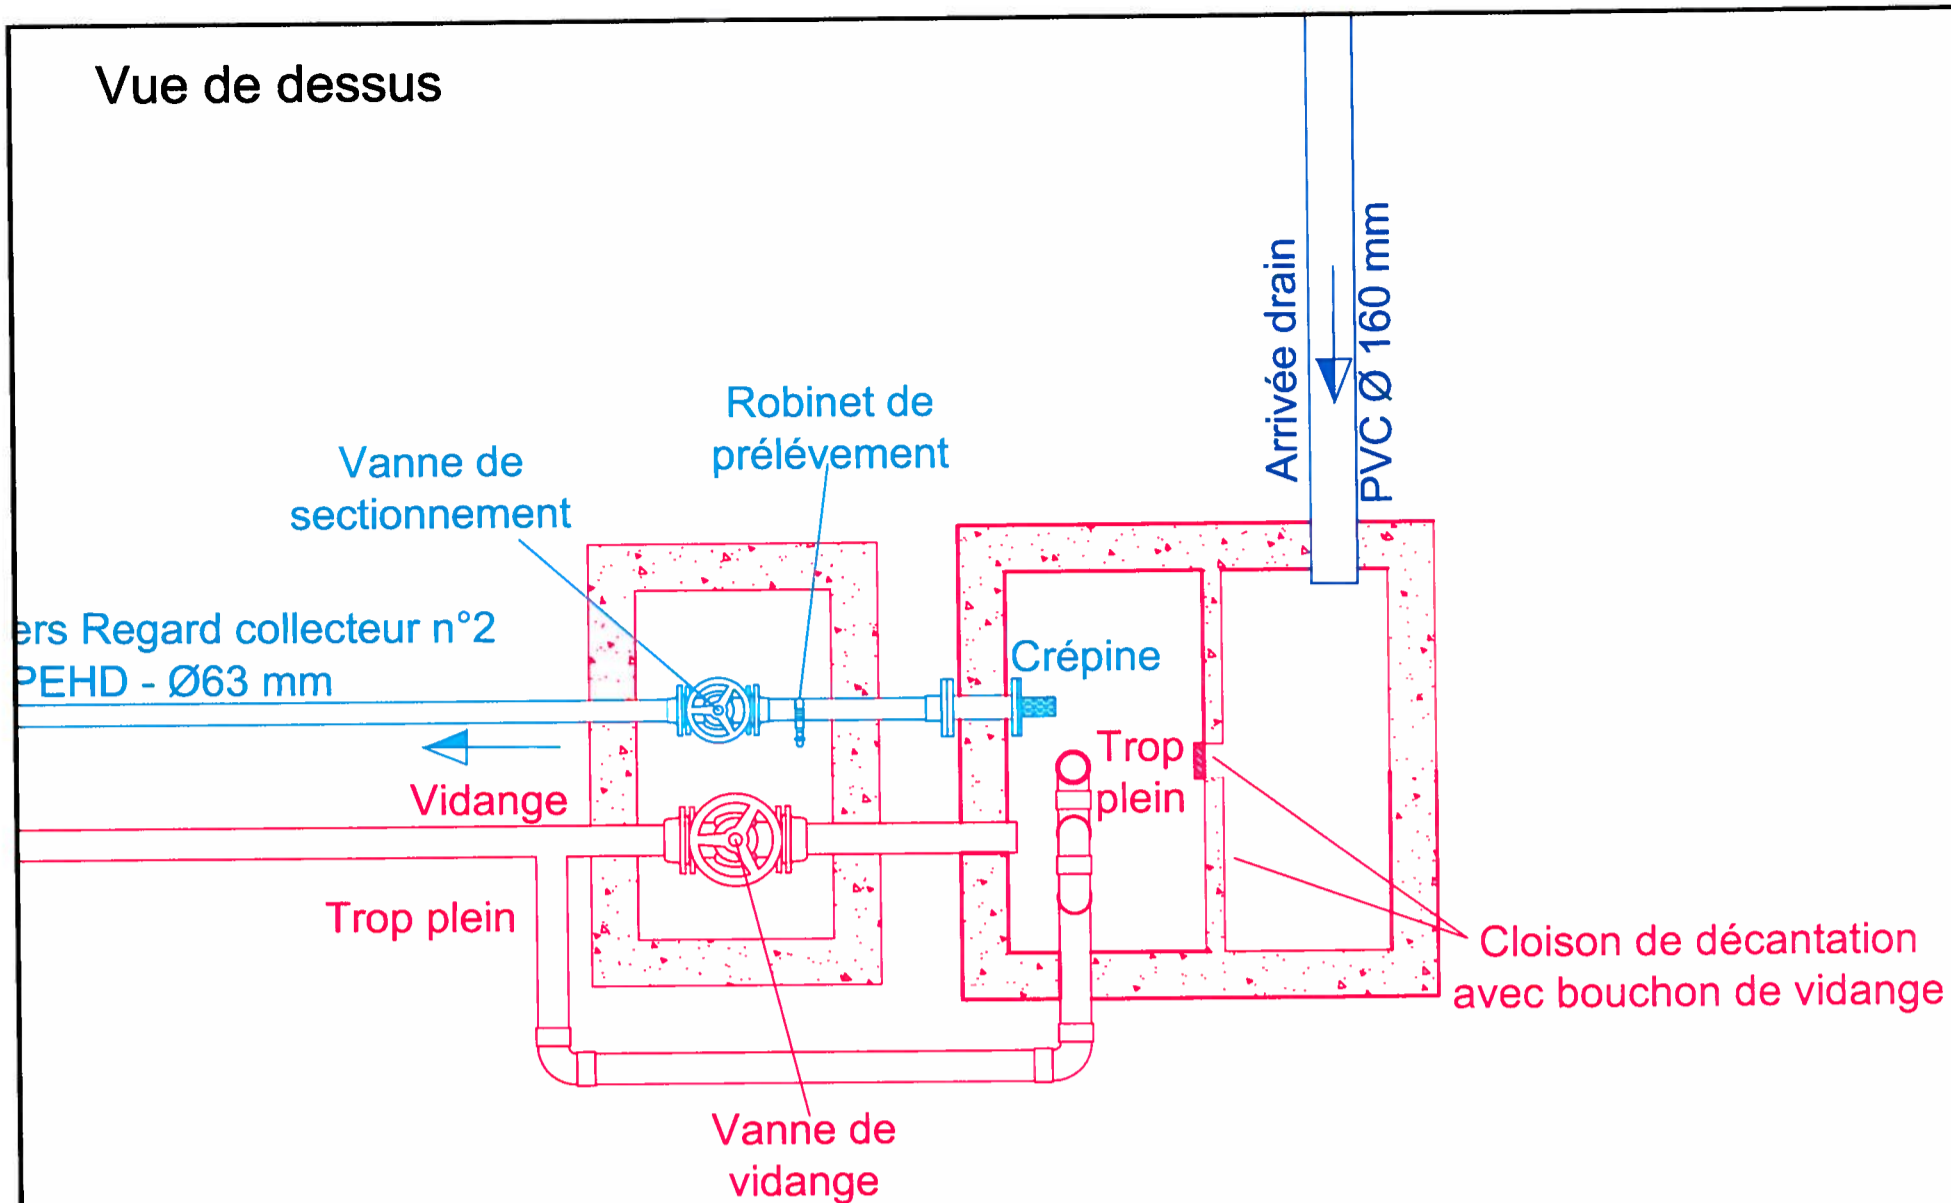 Vue de dessus
Arrivée drain
PVC Ø 160 mm
Robinet de
prélévement
Vanne de
sectionnement
ers Regard collecteur n°2
PEHD - Ø63 mm
Crépine
Trop
plein
Vidange
Trop plein
Cloison de décantation
avec bouchon de vidange
Vanne de
vidange